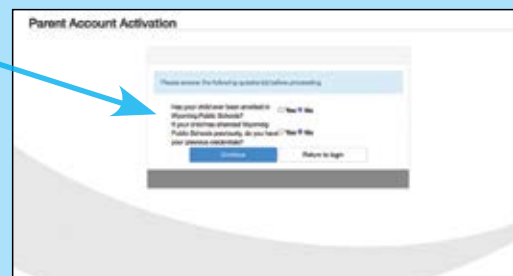 Parent Account Activation
Please answer the following question(s) before proceeding
Has your child ever been enrolled in Yes No
Wyoming Public Schools?
If your child has attended Wyoming
Public Schools previously, do you have Yes No
your previous credentials?
Continue Return to login